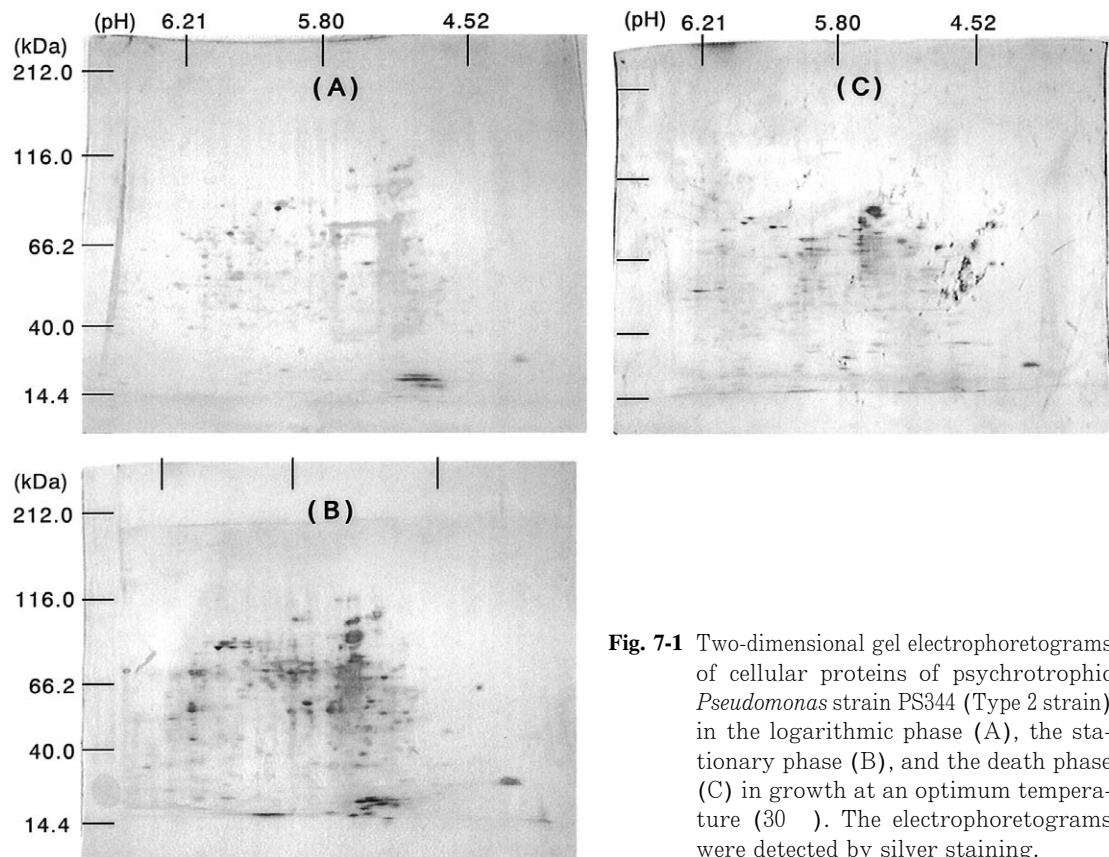 (pH) 6.21 5.80 4.52
(kDa)
212.0
(A)
116.0
66.2
40.0
14.4
(pH) 6.21 5.80 4.52
(C)
(kDa)
212.0
(B)
116.0
66.2
40.0
14.4
Fig. 7-1 Two-dimensional gel electrophoretograms
of cellular proteins of psychrotrophic
Pseudomonas strain PS344 (Type 2 strain)
in the logarithmic phase (A), the sta-
tionary phase (B), and the death phase
(C) in growth at an optimum tempera-
ture (30 ). The electrophoretograms
were detected by silver staining.